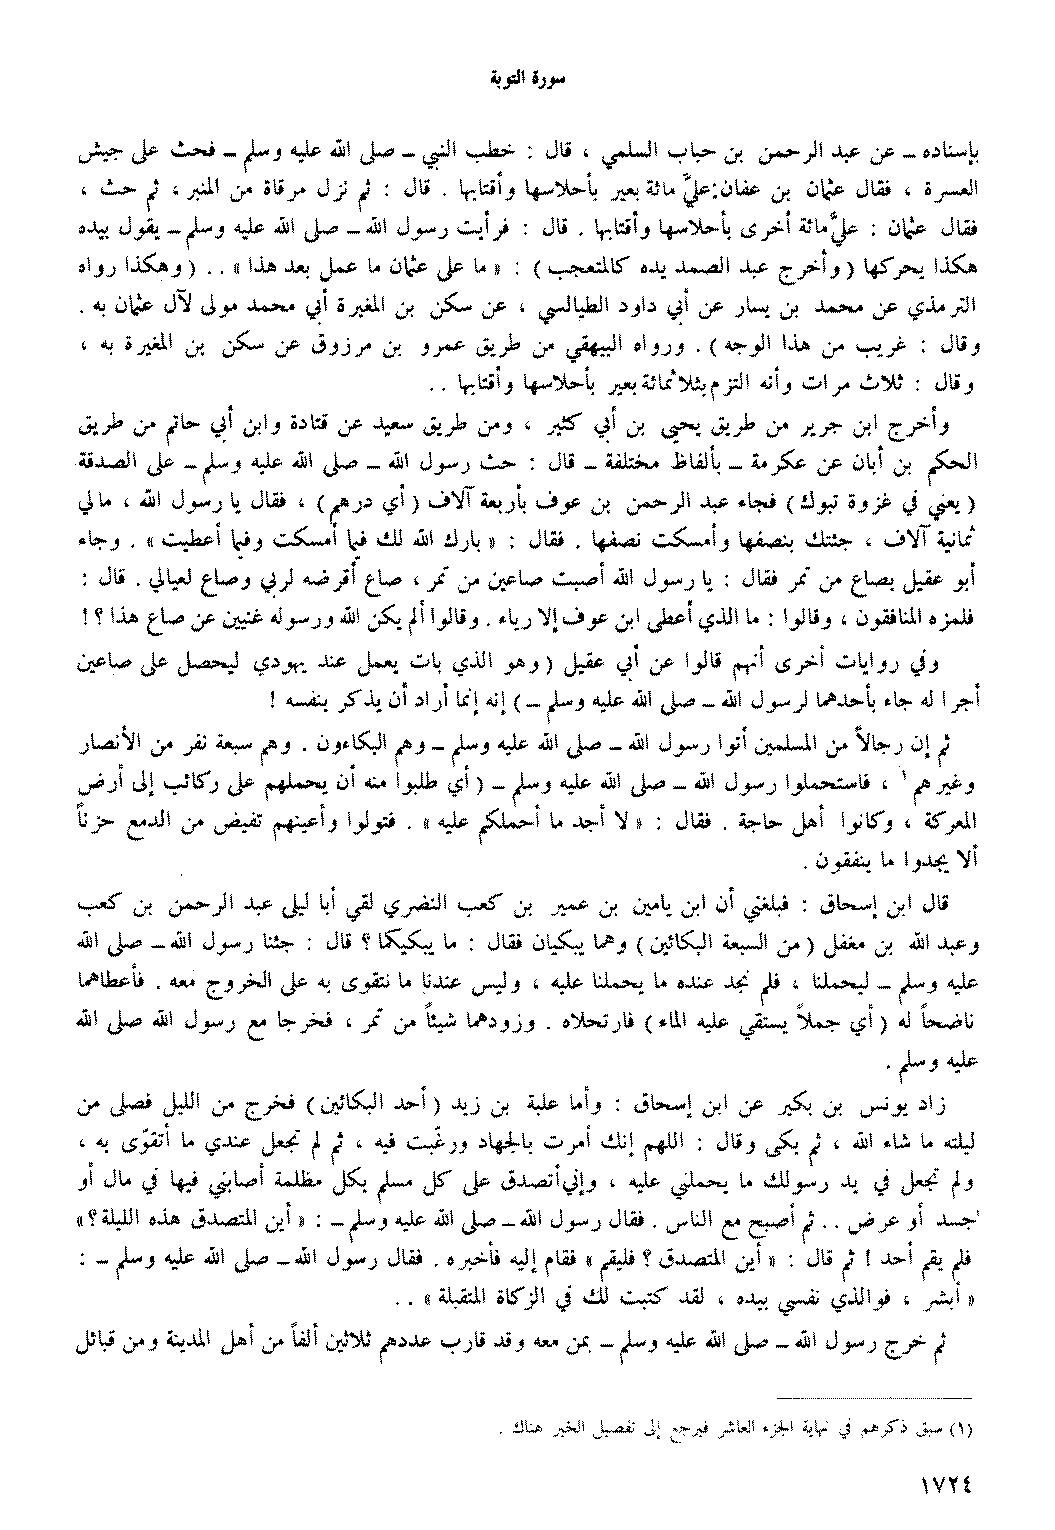 سورة التوبة
بإسناده – عن عبد الرحمن بن حباب السلمي ، قال : خطب النبي – صلى الله عليه وسلم – فحث على جيش
العسرة ، فقال عثمان بن عفان: عليَّ مائة بعير بأحلاسها وأقتابها . قال : ثم نزل مرقاة من المنبر ، ثم حث ،
فقال عثمان : عليَّ مائة أخرى بأحلاسها وأقتابها . قال : فرأيت رسول الله – صلى الله عليه وسلم – يقول بيده
هكذا يحركها ( وأخرج عبد الصمد يده كالمتعجب ) : « ما على عثمان ما عمل بعد هذا » . . ( وهكذا رواه
الترمذي عن محمد بن يسار عن أبي داود الطيالسي ، عن سكن بن المغيرة أبي محمد مولى لآل عثمان به .
وقال : غريب من هذا الوجه ) . ورواه البيهقي من طريق عمرو بن مرزوق عن سكن بن المغيرة به ،
وقال : ثلاث مرات وأنه التزم بثلاثمائة بعير بأحلاسها وأقتابها . .
وأخرج ابن جرير من طريق يحيى بن أبي كثير ، ومن طريق سعيد عن قتادة وابن أبي حاتم من طريق
الحكم بن أبان عن عكرمة – بألفاظ مختلفة – قال : حث رسول الله – صلى الله عليه وسلم – على الصدقة
( يعني في غزوة تبوك ) فجاء عبد الرحمن بن عوف بأربعة آلاف ( أي درهم ) ، فقال يا رسول الله ، مالي
ثمانية آلاف ، جئتك بنصفها وأمسكت نصفها . فقال : « بارك الله لك فيما أمسكت وفيما أعطيت » . وجاء
أبو عقيل بصاع من تمر فقال : يا رسول الله أصبت صاعين من تمر ، صاع أقرضه لربي وصاع لعيالي . قال :
فلمزه المنافقون ، وقالوا : ما الذي أعطى ابن عوف إلا رياء . وقالوا ألم يكن الله ورسوله غنيين عن صاع هذا ؟ !
وفي روايات أخرى أنهم قالوا عن أبي عقيل ( وهو الذي بات يعمل عند يهودي ليحصل على صاعين
أجرا له جاء بأحدهما لرسول الله – صلى الله عليه وسلم – ) إنه إنما أراد أن يذكر بنفسه !
ثم إن رجالاً من المسلمين أتوا رسول الله – صلى الله عليه وسلم – وهم البكاءون . وهم سبعة نفر من الأنصار
وغيرهم ١ ، فاستحملوا رسول الله – صلى الله عليه وسلم – ( أي طلبوا منه أن يحملهم على ركائب إلى أرض
المعركة ، وكانوا أهل حاجة . فقال : « لا أجد ما أحملكم عليه » . فتولوا وأعينهم تفيض من الدمع حزناً
ألا يجدوا ما ينفقون .
قال ابن إسحاق : فبلغني أن ابن يامين بن عمير بن كعب النضري لقي أبا ليلى عبد الرحمن بن كعب
وعبد الله بن مغفل ( من السبعة البكائين ) وهما يبكيان فقال : ما يبكيكما ؟ قال : جئنا رسول الله – صلى الله
عليه وسلم – ليحملنا ، فلم نجد عنده ما يحملنا عليه ، وليس عندنا ما نتقوى به على الخروج معه . فأعطاهما
ناضحاً له ( أي جملاً يستقي عليه الماء ) فارتحلاه . وزودهما شيئاً من تمر ، فخرجا مع رسول الله صلى الله
عليه وسلم .
زاد يونس بن بكير عن ابن إسحاق : وأما علبة بن زيد ( أحد البكائين ) فخرج من الليل فصلى من
ليلته ما شاء الله ، ثم بكى وقال : اللهم إنك أمرت بالجهاد ورغّبت فيه ، ثم لم تجعل عندي ما أتقوّى به ،
ولم تجعل في يد رسولك ما يحملني عليه ، وإني أتصدق على كل مسلم بكل مظلمة أصابني فيها في مال أو
جسد أو عرض . . ثم أصبح مع الناس . فقال رسول الله – صلى الله عليه وسلم – : « أين المتصدق هذه الليلة ؟ »
فلم يقم أحد ! ثم قال : « أين المتصدق ؟ فليقم » فقام إليه فأخبره . فقال رسول الله – صلى الله عليه وسلم – :
« أبشر ، فوالذي نفسي بيده ، لقد كتبت لك في الزكاة المتقبلة » . .
ثم خرج رسول الله – صلى الله عليه وسلم – بمن معه وقد قارب عددهم ثلاثين ألفاً من أهل المدينة ومن قبائل
(١) سبق ذكرهم في نهاية الجزء العاشر فيرجع إلى تفصيل الخبر هناك .
١٧٢٤